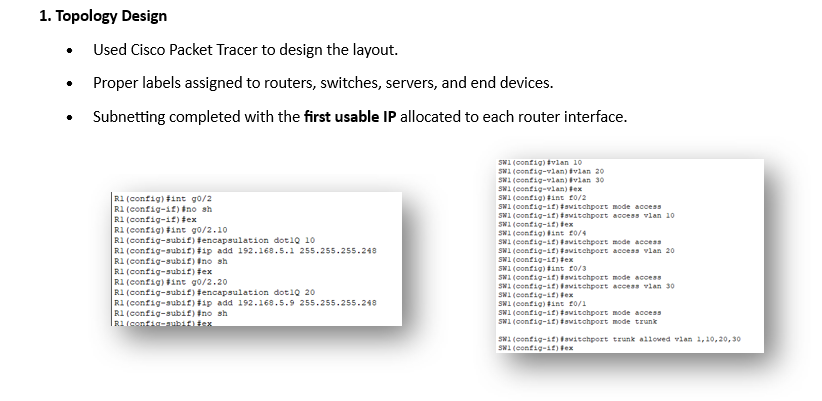 1. Topology Design
• Used Cisco Packet Tracer to design the layout.
• Proper labels assigned to routers, switches, servers, and end devices.
• Subnetting completed with the first usable IP allocated to each router interface.
R1(config)#int g0/2
R1(config-if)#no sh
R1(config-if)#ex
R1(config)#int g0/2.10
R1(config-subif)#encapsulation dot1Q 10
R1(config-subif)#ip add 192.168.5.1 255.255.255.248
R1(config-subif)#no sh
R1(config-subif)#ex
R1(config)#int g0/2.20
R1(config-subif)#encapsulation dot1Q 20
R1(config-subif)#ip add 192.168.5.9 255.255.255.248
R1(config-subif)#no sh
R1(config-subif)#ex
SW1(config)#vlan 10
SW1(config-vlan)#vlan 20
SW1(config-vlan)#vlan 30
SW1(config-vlan)#ex
SW1(config)#int f0/2
SW1(config-if)#switchport mode access
SW1(config-if)#switchport access vlan 10
SW1(config-if)#ex
SW1(config)#int f0/4
SW1(config-if)#switchport mode access
SW1(config-if)#switchport access vlan 20
SW1(config-if)#ex
SW1(config)#int f0/3
SW1(config-if)#switchport mode access
SW1(config-if)#switchport access vlan 30
SW1(config-if)#ex
SW1(config)#int f0/1
SW1(config-if)#switchport mode access
SW1(config-if)#switchport mode trunk
SW1(config-if)#switchport trunk allowed vlan 1,10,20,30
SW1(config-if)#ex